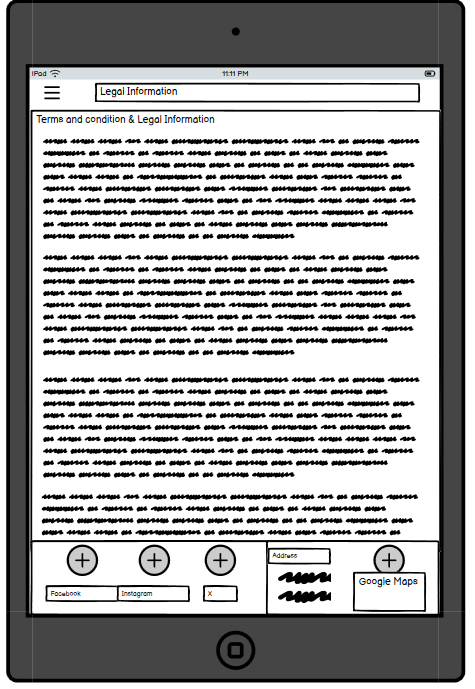 iPad 11:11 PM
Legal Information
Terms and condition & Legal Information
Address
Google Maps
Facebook Instagram X